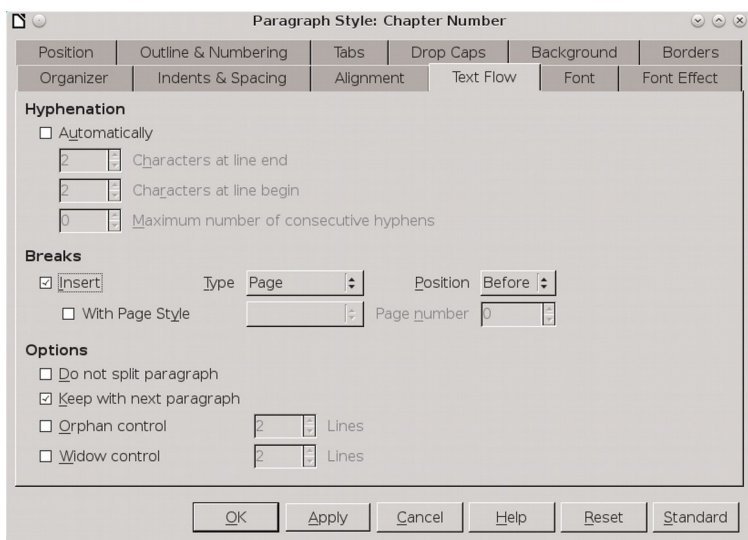 Paragraph Style: Chapter Number
Position Outline & Numbering Tabs Drop Caps Background Borders
Organizer Indents & Spacing Alignment Text Flow Font Font Effect
Hyphenation
Automatically
2 Characters at line end
2 Characters at line begin
0 Maximum number of consecutive hyphens
Breaks
Insert Type Page Position Before
With Page Style Page number 0
Options
Do not split paragraph
Keep with next paragraph
Orphan control 2 Lines
Widow control 2 Lines
OK Apply Cancel Help Reset Standard